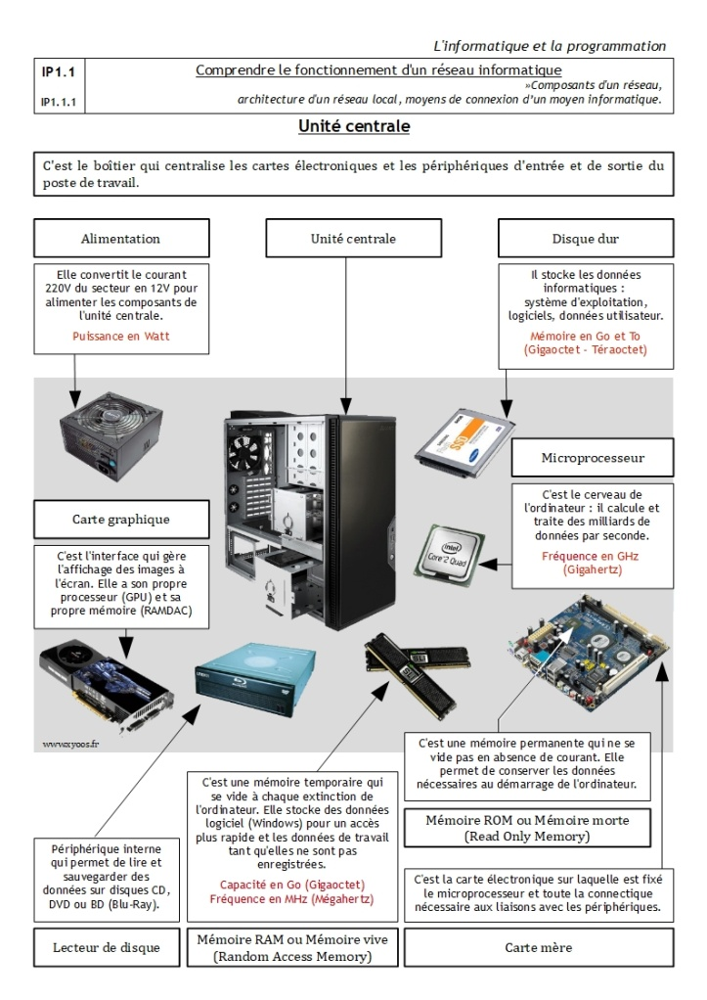 L'informatique et la programmation
IP1.1
IP1.1.1
Comprendre le fonctionnement d'un réseau informatique
»Composants d'un réseau,
architecture d'un réseau local, moyens de connexion d'un moyen informatique.
Unité centrale
C'est le boîtier qui centralise les cartes électroniques et les périphériques d'entrée et de sortie du
poste de travail.
Alimentation
Elle convertit le courant
220V du secteur en 12V pour
alimenter les composants de
l'unité centrale.
Puissance en Watt
Unité centrale
Disque dur
Il stocke les données
informatiques :
système d'exploitation,
logiciels, données utilisateur.
Mémoire en Go et To
(Gigaoctet - Téraoctet)
SSD
Microprocesseur
C'est le cerveau de
l'ordinateur : il calcule et
traite des milliards de
données par seconde.
Fréquence en GHz
(Gigahertz)
intel
Core 2 Quad
Carte graphique
C'est l'interface qui gère
l'affichage des images à
l'écran. Elle a son propre
processeur (GPU) et sa
propre mémoire (RAMDAC)
www.xyoos.fr
Périphérique interne
qui permet de lire et
sauvegarder des
données sur disques CD,
DVD ou BD (Blu-Ray).
Lecteur de disque
C'est une mémoire temporaire qui
se vide à chaque extinction de
l'ordinateur. Elle stocke des données
logiciel (Windows) pour un accès
plus rapide et les données de travail
tant qu'elles ne sont pas
enregistrées.
Capacité en Go (Gigaoctet)
Fréquence en MHz (Mégahertz)
Mémoire RAM ou Mémoire vive
(Random Access Memory)
C'est une mémoire permanente qui ne se
vide pas en absence de courant. Elle
permet de conserver les données
nécessaires au démarrage de l'ordinateur.
Mémoire ROM ou Mémoire morte
(Read Only Memory)
C'est la carte électronique sur laquelle est fixé
le microprocesseur et toute la connectique
nécessaire aux liaisons avec les périphériques.
Carte mère